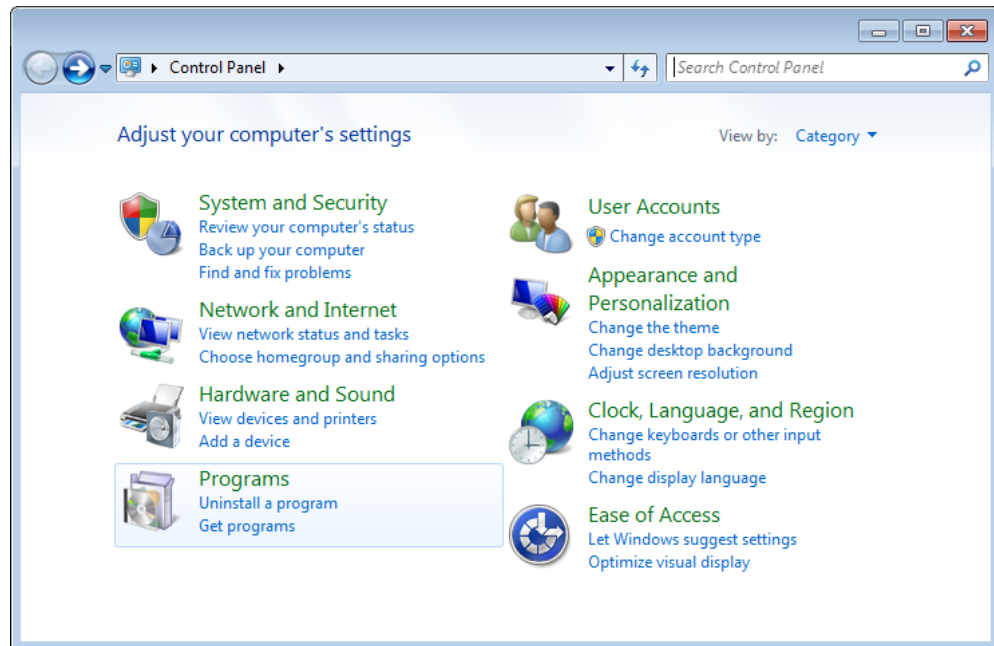 Control Panel
Search Control Panel
Adjust your computer's settings
View by: Category
System and Security
Review your computer's status
Back up your computer
Find and fix problems
Network and Internet
View network status and tasks
Choose homegroup and sharing options
Hardware and Sound
View devices and printers
Add a device
Programs
Uninstall a program
Get programs
User Accounts
Change account type
Appearance and
Personalization
Change the theme
Change desktop background
Adjust screen resolution
Clock, Language, and Region
Change keyboards or other input
methods
Change display language
Ease of Access
Let Windows suggest settings
Optimize visual display